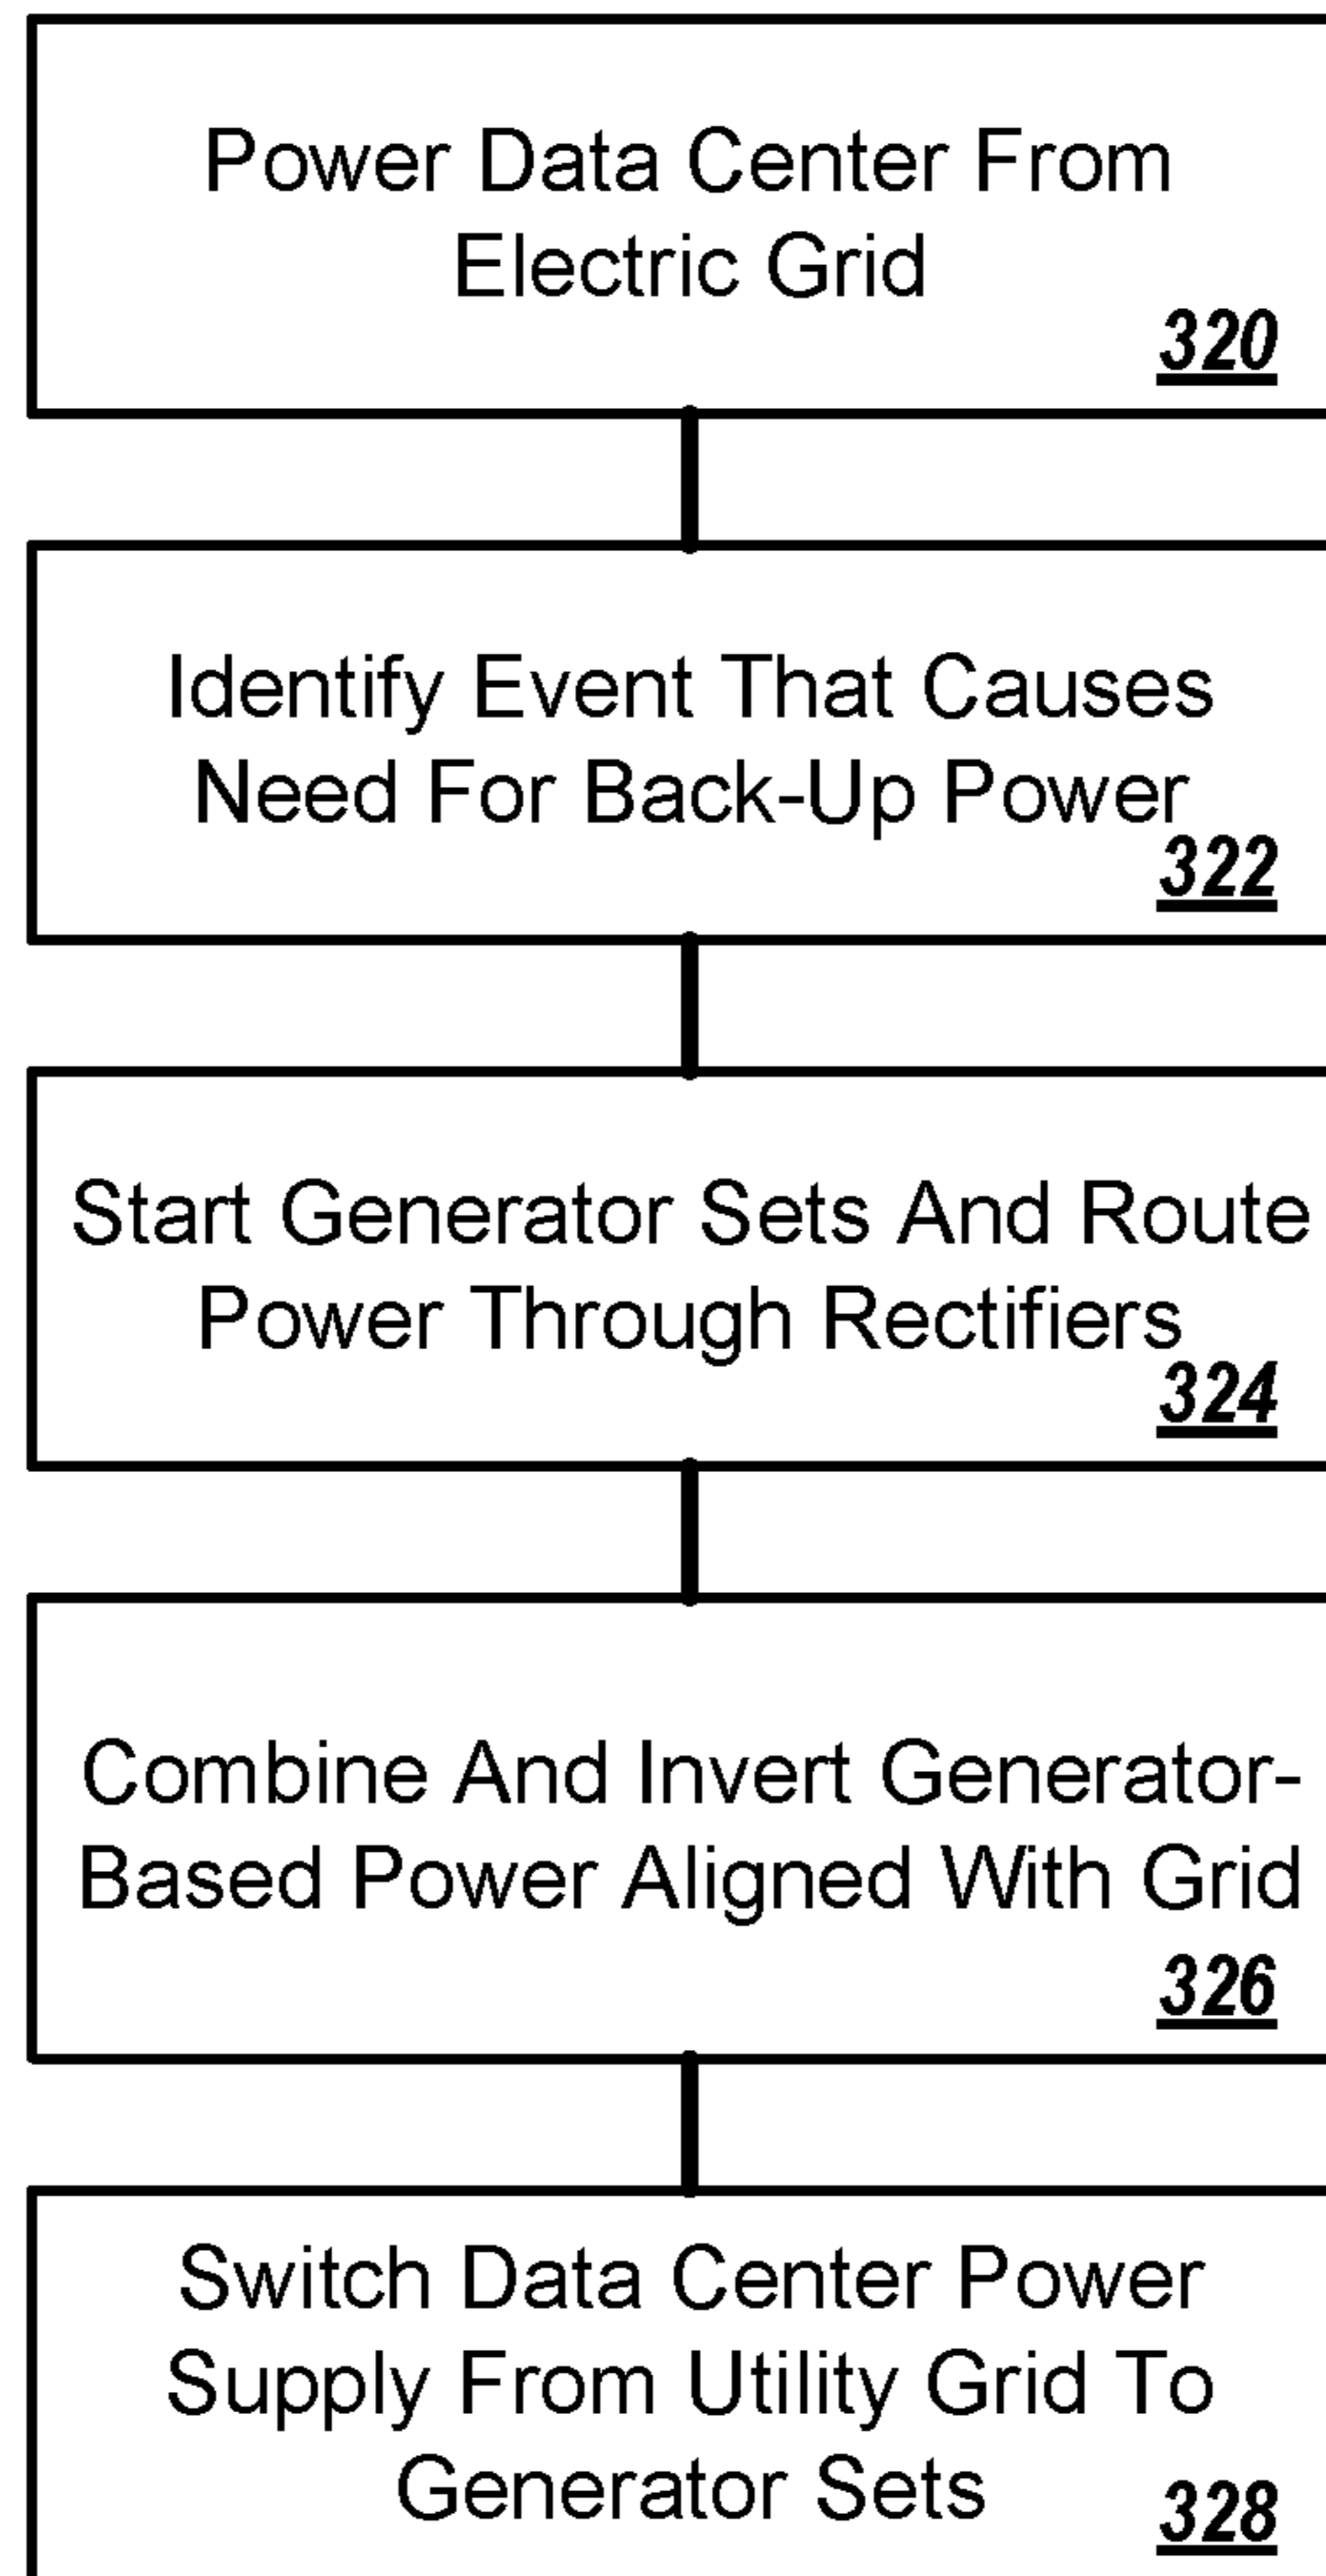 Power Data Center From
Electric Grid
320
Identify Event That Causes
Need For Back-Up Power
322
Start Generator Sets And Route
Power Through Rectifiers
324
Combine And Invert Generator-
Based Power Aligned With Grid
326
Switch Data Center Power
Supply From Utility Grid To
Generator Sets
328